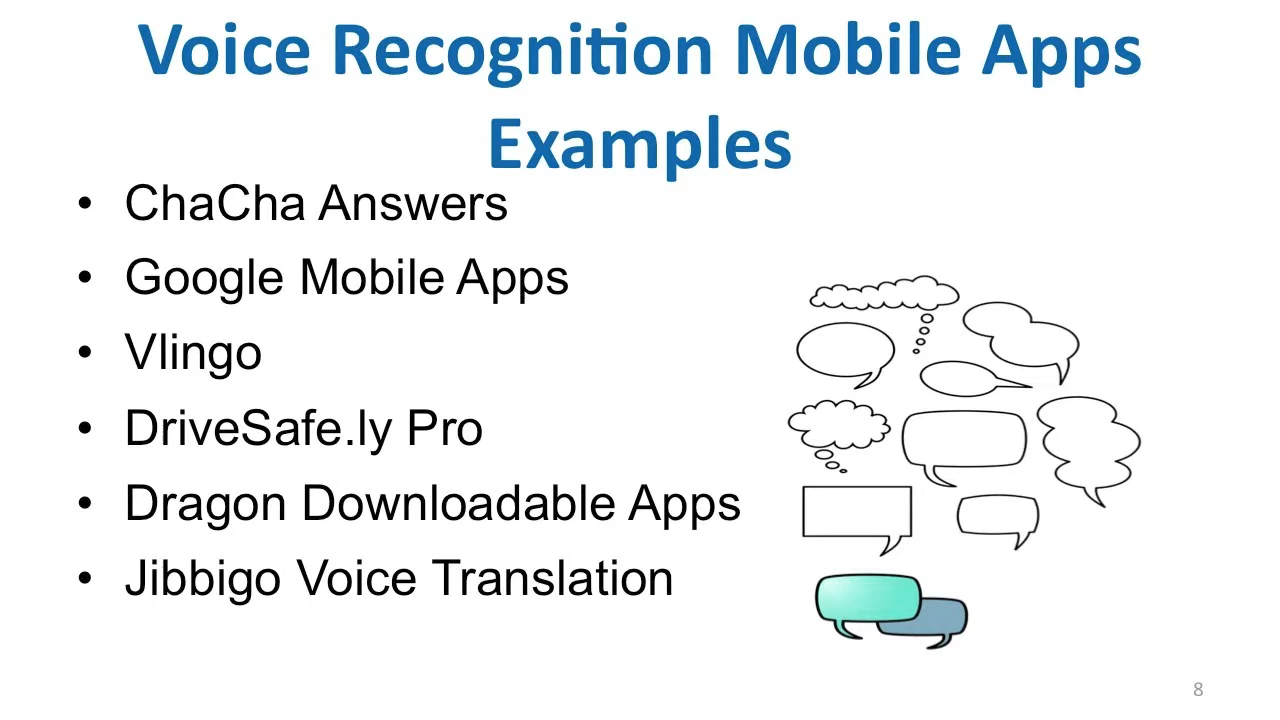 Voice Recognition Mobile Apps
Examples
• ChaCha Answers
• Google Mobile Apps
• Vlingo
• DriveSafe.ly Pro
• Dragon Downloadable Apps
• Jibbigo Voice Translation
8